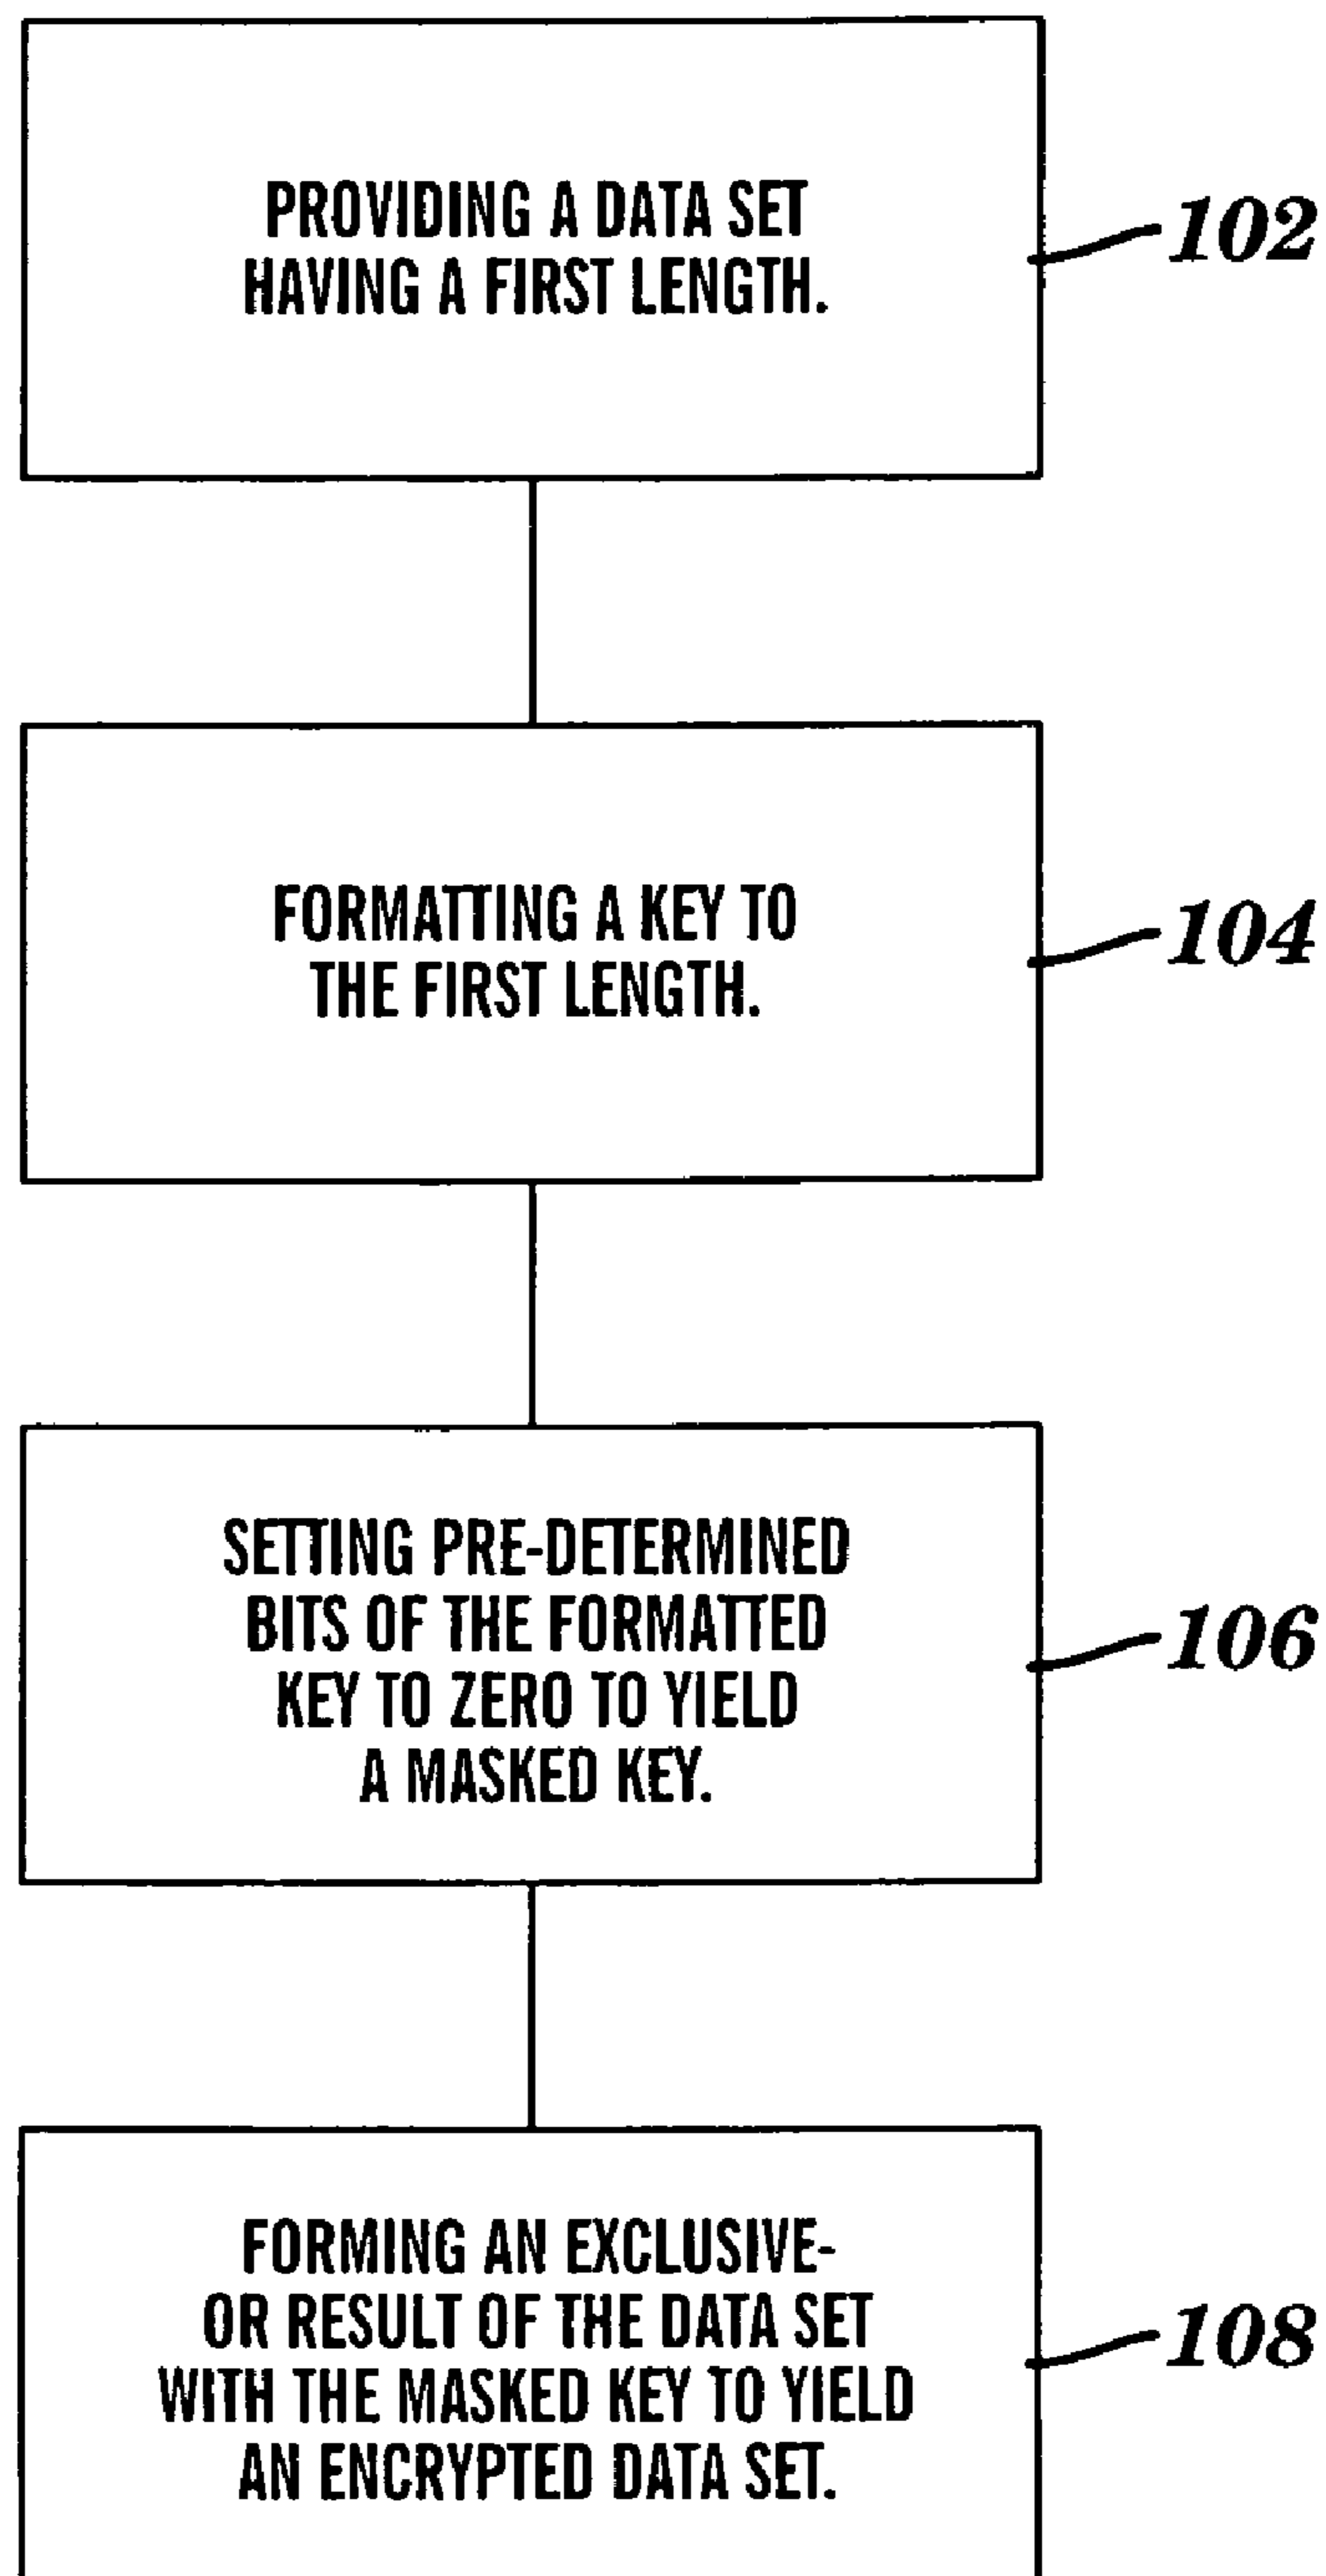 PROVIDING A DATA SET
HAVING A FIRST LENGTH.
102
FORMATTING A KEY TO
THE FIRST LENGTH.
104
SETTING PRE-DETERMINED
BITS OF THE FORMATTED
KEY TO ZERO TO YIELD
A MASKED KEY.
106
FORMING AN EXCLUSIVE-
OR RESULT OF THE DATA SET
WITH THE MASKED KEY TO YIELD
AN ENCRYPTED DATA SET.
108